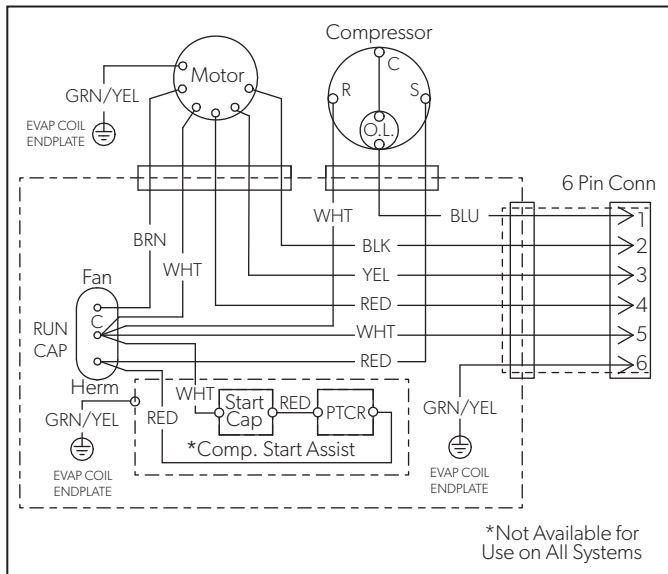 Compressor
Motor
C
R
S
O.L.
GRN/YEL
EVAP COIL
ENDPLATE
6 Pin Conn
WHT
BLU
1
BRN
BLK
2
WHT
YEL
3
Fan
RED
4
C
RUN
CAP
WHT
5
RED
6
Herm
WHT
Start
Cap
RED
PTCR
GRN/YEL
RED
GRN/YEL
*Comp. Start Assist
EVAP COIL
ENDPLATE
EVAP COIL
ENDPLATE
*Not Available for
Use on All Systems